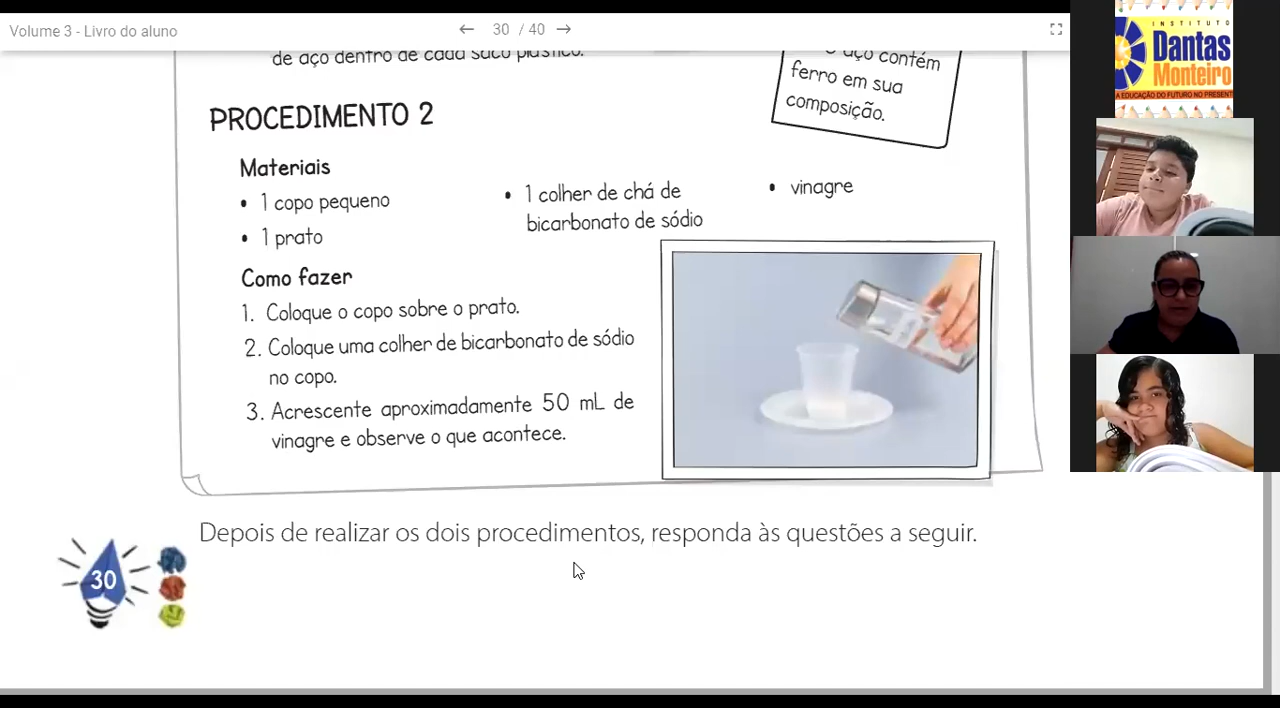 Volume 3 - Livro do aluno
← 30 / 40 →
de aço dentro de cada saco plástico.
O aço contém
ferro em sua
composição.
PROCEDIMENTO 2
Materiais
• 1 copo pequeno
• 1 prato
• 1 colher de chá de
bicarbonato de sódio
• vinagre
Como fazer
1. Coloque o copo sobre o prato.
2. Coloque uma colher de bicarbonato de sódio
no copo.
3. Acrescente aproximadamente 50 mL de
vinagre e observe o que acontece.
Depois de realizar os dois procedimentos, responda às questões a seguir.
30
INSTITUTO
Dantas
Monteiro
A EDUCAÇÃO DO FUTURO NO PRESENT